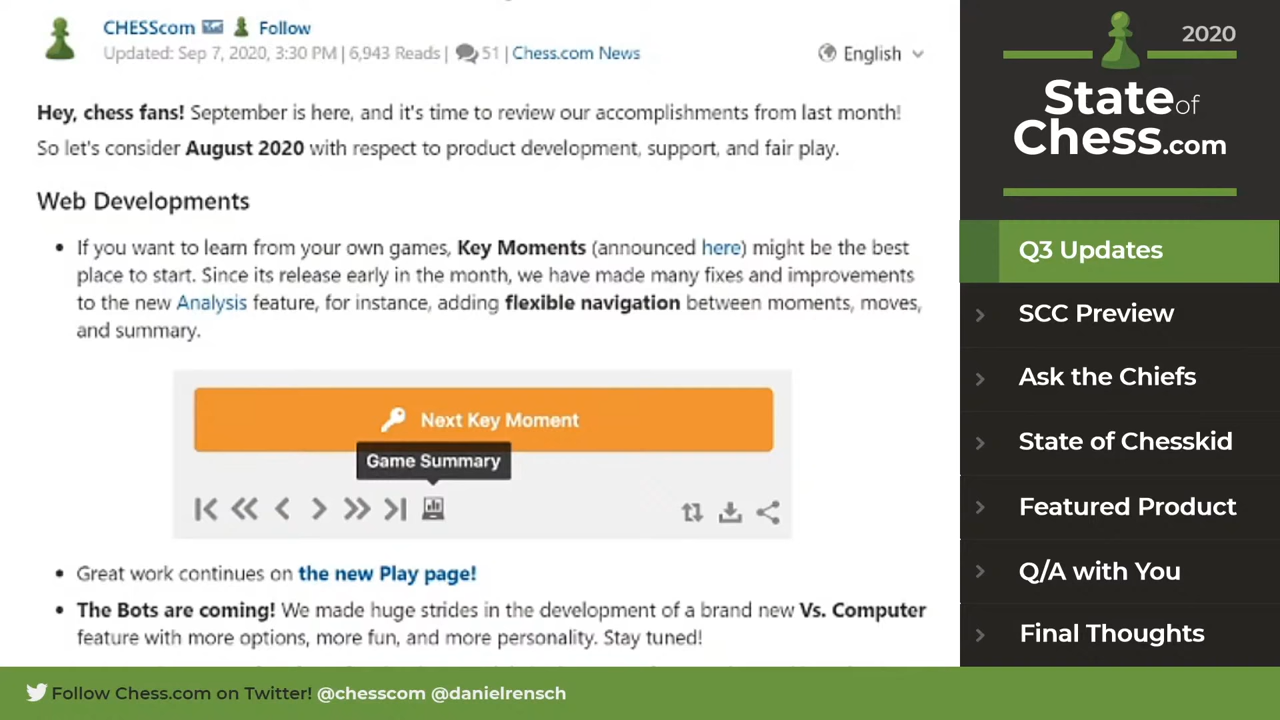 CHESScom Follow
Updated: Sep 7, 2020, 3:30 PM | 6,943 Reads | 51 | Chess.com News
English
Hey, chess fans! September is here, and it's time to review our accomplishments from last month!
So let's consider August 2020 with respect to product development, support, and fair play.
Web Developments
• If you want to learn from your own games, Key Moments (announced here) might be the best
place to start. Since its release early in the month, we have made many fixes and improvements
to the new Analysis feature, for instance, adding flexible navigation between moments, moves,
and summary.
Next Key Moment
Game Summary
• Great work continues on the new Play page!
• The Bots are coming! We made huge strides in the development of a brand new Vs. Computer
feature with more options, more fun, and more personality. Stay tuned!
2020
State of
Chess.com
Q3 Updates
SCC Preview
Ask the Chiefs
State of Chesskid
Featured Product
Q/A with You
Final Thoughts
Follow Chess.com on Twitter! @chesscom @danielrensch